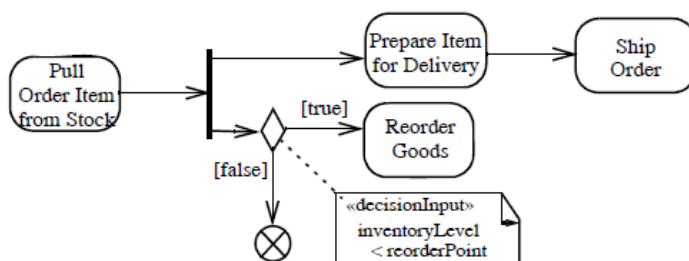 Pull
Order Item
from Stock
Prepare Item
for Delivery
Ship
Order
[true]
Reorder
Goods
[false]
«decisionInput»
inventoryLevel
< reorderPoint